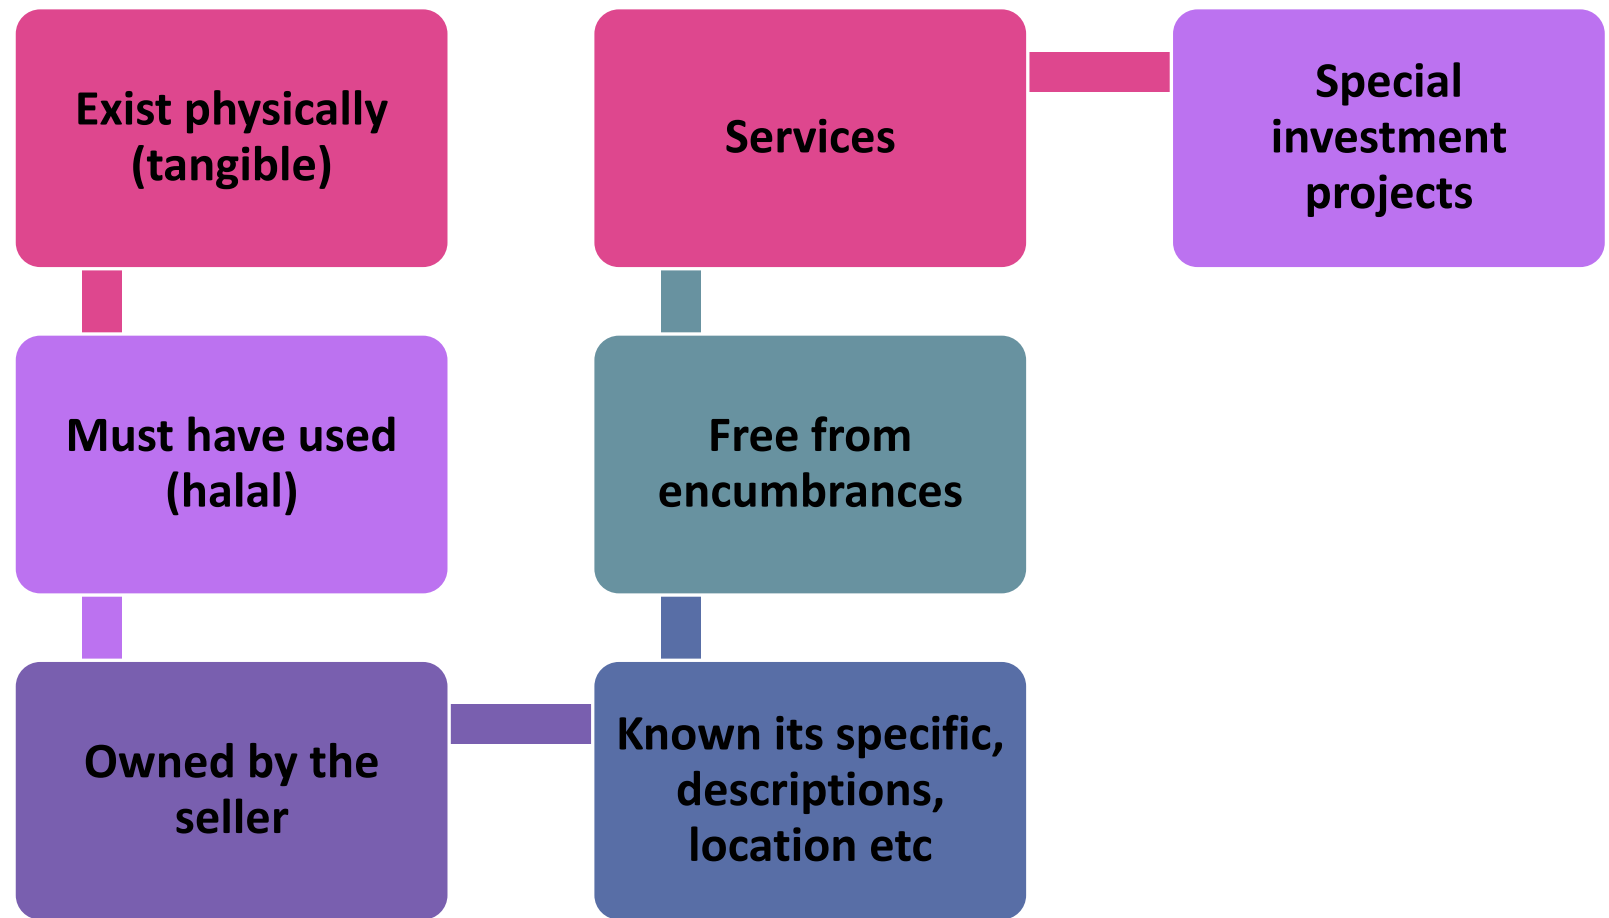 Exist physically
(tangible)
Must have used
(halal)
Owned by the
seller
Known its specific,
descriptions,
location etc
Free from
encumbrances
Services
Special
investment
projects